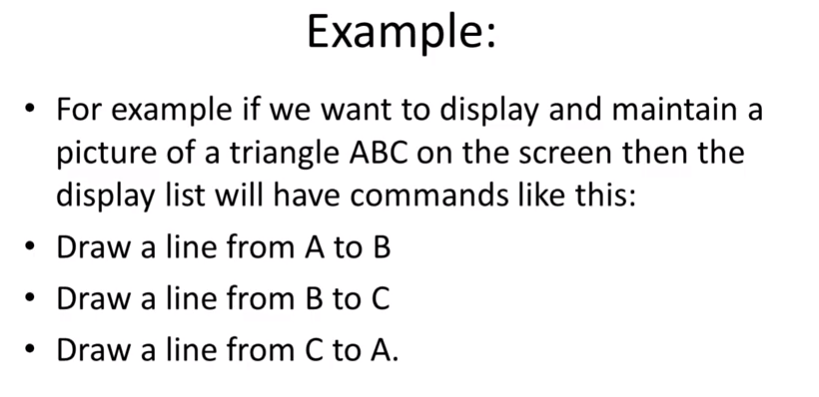 Example:
• For example if we want to display and maintain a
picture of a triangle ABC on the screen then the
display list will have commands like this:
• Draw a line from A to B
• Draw a line from B to C
• Draw a line from C to A.